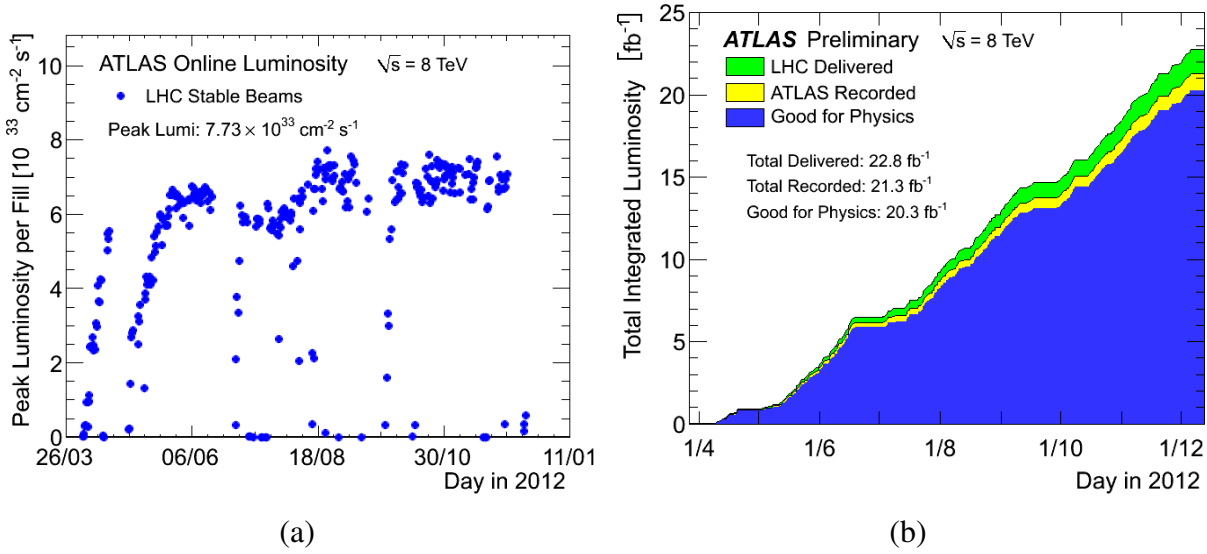 Peak Luminosity per Fill [10³³ cm⁻² s⁻¹]
10
8
6
4
2
0
ATLAS Online Luminosity √s = 8 TeV
LHC Stable Beams
Peak Lumi: 7.73 × 10³³ cm⁻² s⁻¹
26/03 06/06 18/08 30/10 11/01
Day in 2012
(a)
Total Integrated Luminosity [fb⁻¹]
25
20
15
10
5
0
ATLAS Preliminary √s = 8 TeV
LHC Delivered
ATLAS Recorded
Good for Physics
Total Delivered: 22.8 fb⁻¹
Total Recorded: 21.3 fb⁻¹
Good for Physics: 20.3 fb⁻¹
1/4 1/6 1/8 1/10 1/12
Day in 2012
(b)